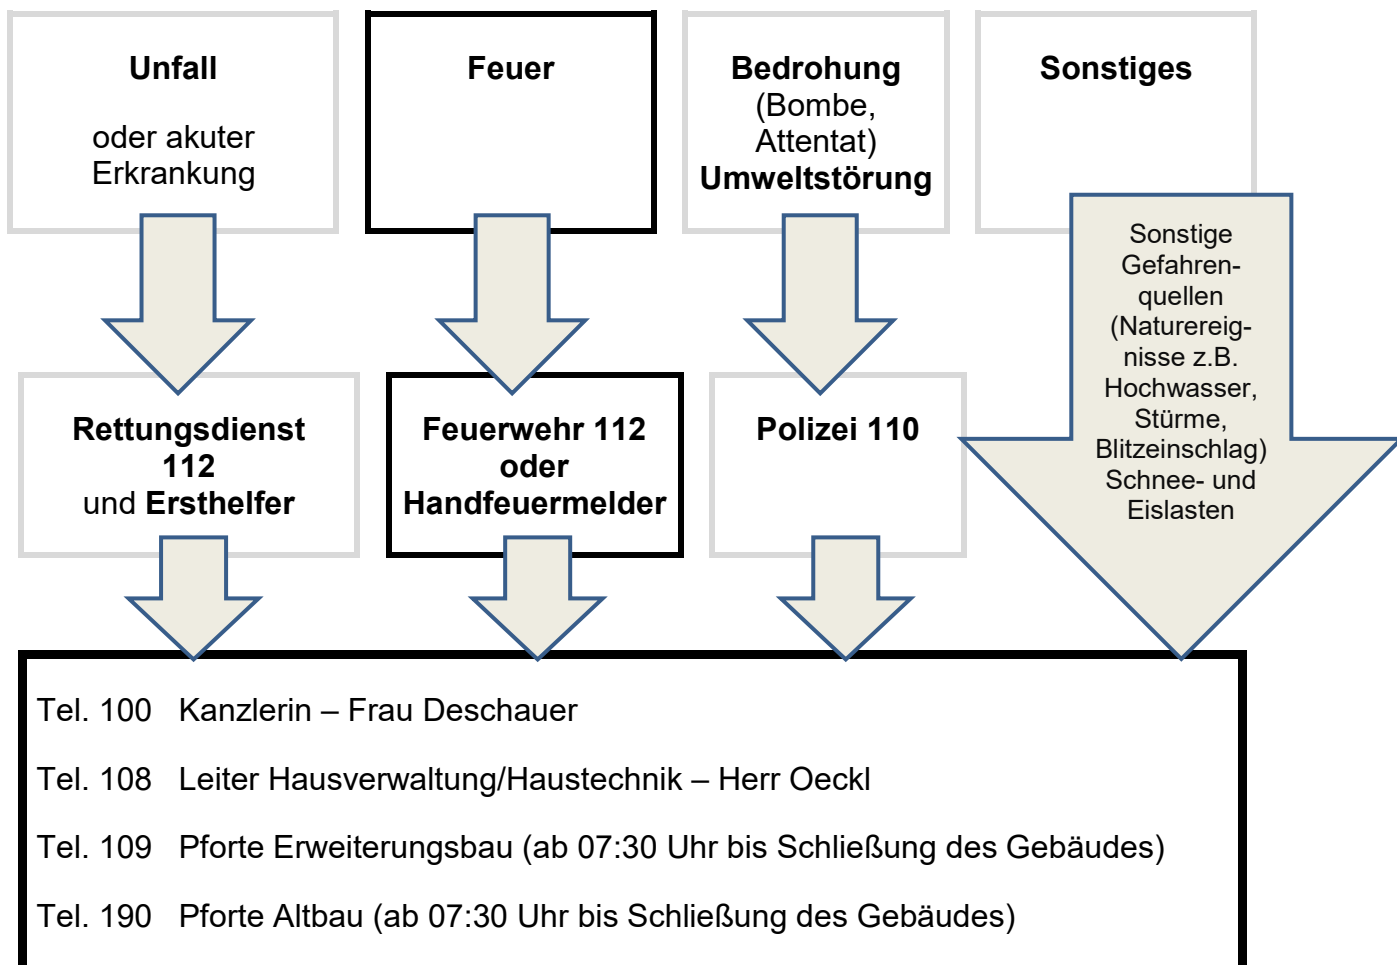 Unfall
oder akuter
Erkrankung
Feuer
Bedrohung
(Bombe,
Attentat)
Umweltstörung
Sonstiges
Sonstige
Gefahren-
quellen
(Naturereig-
nisse z.B.
Hochwasser,
Stürme,
Blitzeinschlag)
Schnee- und
Eislasten
Rettungsdienst
112
und Ersthelfer
Feuerwehr 112
oder
Handfeuermelder
Polizei 110
Tel. 100 Kanzlerin – Frau Deschauer
Tel. 108 Leiter Hausverwaltung/Haustechnik – Herr Oeckl
Tel. 109 Pforte Erweiterungsbau (ab 07:30 Uhr bis Schließung des Gebäudes)
Tel. 190 Pforte Altbau (ab 07:30 Uhr bis Schließung des Gebäudes)